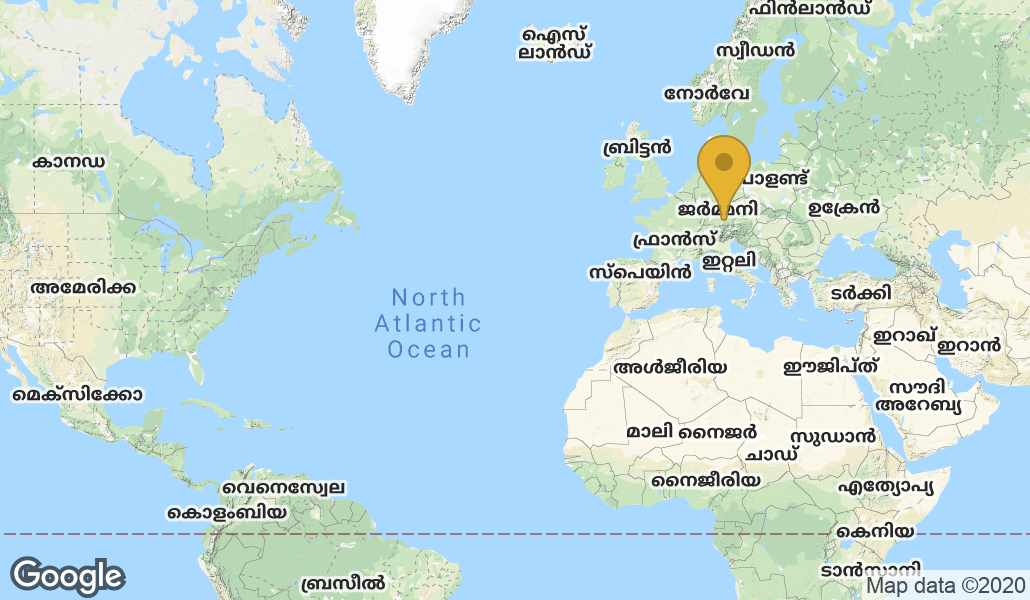 ഫിൻലാൻഡ്
ഐസ്
ലാൻഡ്
സ്വീഡൻ
നോർവേ
ബ്രിട്ടൻ
കാനഡ
പാളണ്ട്
ജർമ്മനി
ഉക്രേൻ
ഫ്രാൻസ്
ഇറ്റലി
സ്പെയിൻ
അമേരിക്ക
ടർക്കി
North
Atlantic
Ocean
ഇറാഖ്
ഇറാൻ
അൾജീരിയ
ഈജിപ്ത്
മെക്സിക്കോ
സൗദി
അറേബ്യ
മാലി
നൈജർ
സുഡാൻ
ചാഡ്
നൈജീരിയ
എത്യോപ്യ
വെനെസ്വേല
കൊളംബിയ
കെനിയ
ടാൻസാനി
ബ്രസീൽ
Google
Map data ©2020